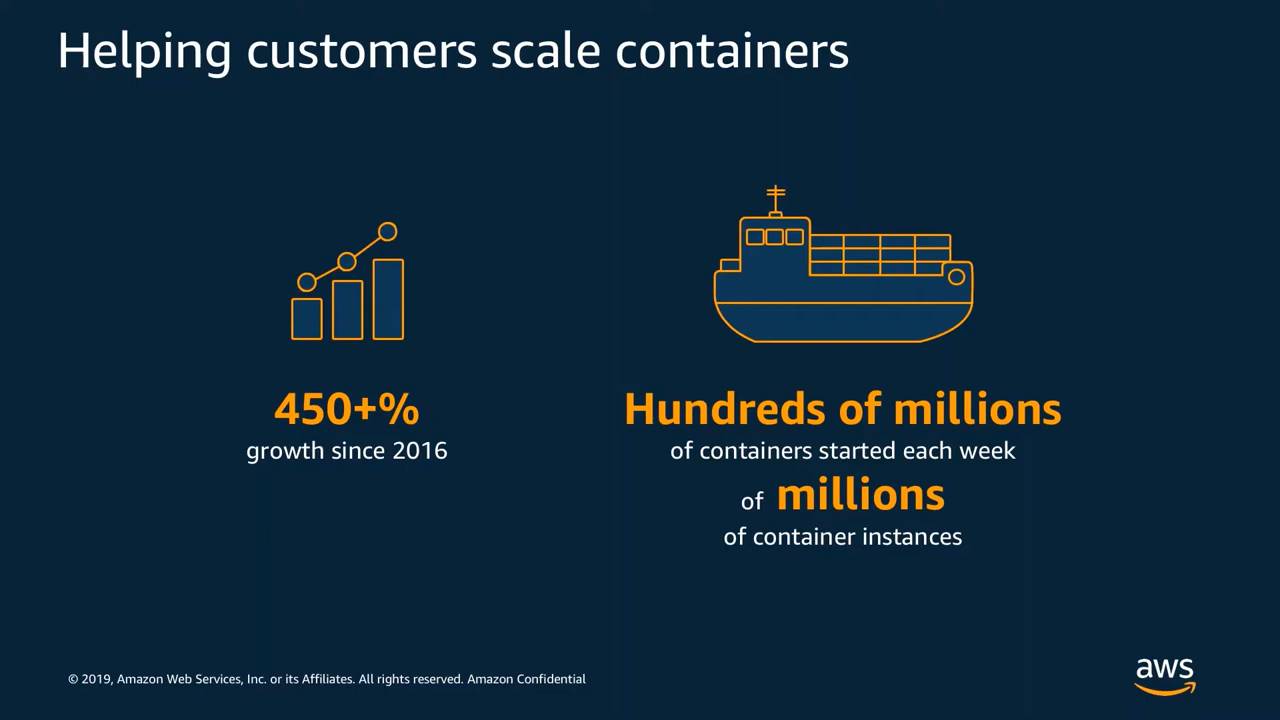 Helping customers scale containers
450+%
growth since 2016
Hundreds of millions
of containers started each week
of millions
of container instances
© 2019, Amazon Web Services, Inc. or its Affiliates. All rights reserved. Amazon Confidential
aws